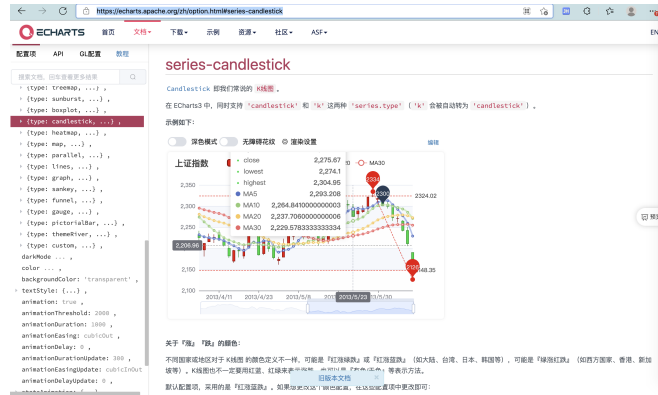 https://echarts.apache.org/zh/option.html#series-candlestick
ECHARTS
首页
文档
下载
示例
资源
社区
ASF
EN
配置项
API
GL配置
教程
搜索文档，回车查看更多结果
{type: treemap, ...} ,
{type: sunburst, ...} ,
{type: boxplot, ...} ,
{type: candlestick, ...} ,
{type: heatmap, ...} ,
{type: map, ...} ,
{type: parallel, ...} ,
{type: lines, ...} ,
{type: graph, ...} ,
{type: sankey, ...} ,
{type: funnel, ...} ,
{type: gauge, ...} ,
{type: pictorialBar, ...} ,
{type: themeRiver, ...} ,
{type: custom, ...} ,
darkMode ... ,
color ... ,
backgroundColor: 'transparent' ,
textStyle: {...} ,
animation: true ,
animationThreshold: 2000 ,
animationDuration: 1000 ,
animationEasing: cubicOut ,
animationDelay: 0 ,
animationDurationUpdate: 300 ,
animationEasingUpdate: cubicInOut
animationDelayUpdate: 0 ,
series-candlestick
Candlestick 即我们常说的 K线图 。
在 ECharts3 中，同时支持 'candlestick' 和 'k' 这两种 'series.type' （ 'k' 会被自动转为 'candlestick' ）。
示例如下：
深色模式
无障碍花纹
渲染设置
编辑
上证指数
MA30
close 2,275.67
lowest 2,274.1
highest 2,304.95
MA5 2,293.208
MA10 2,264.8410000000003
MA20 2,237.7060000000006
MA30 2,229.5783333333334
2,350
2,300
2,250
2,206.96
2,150
2,100
2334
2300
2324.02
2126
48.35
2013/4/11
2013/4/23
2013/5/6
2013/5/23
3/5/30
关于『涨』『跌』的颜色：
不同国家或地区对于 K线图 的颜色定义不一样，可能是『红涨绿跌』或『红涨蓝跌』（如大陆、台湾、日本、韩国等），可能是『绿涨红跌』（如西方国家、香港、新加
坡等）。K线图也不一定要用红蓝、红绿来表示涨跌，也可以是『有色/无色』等表示方法。
默认配置项，采用的是『红涨蓝跌』。如果想更改这个颜色配置，在这些配置项中更改即可：
旧版本文档